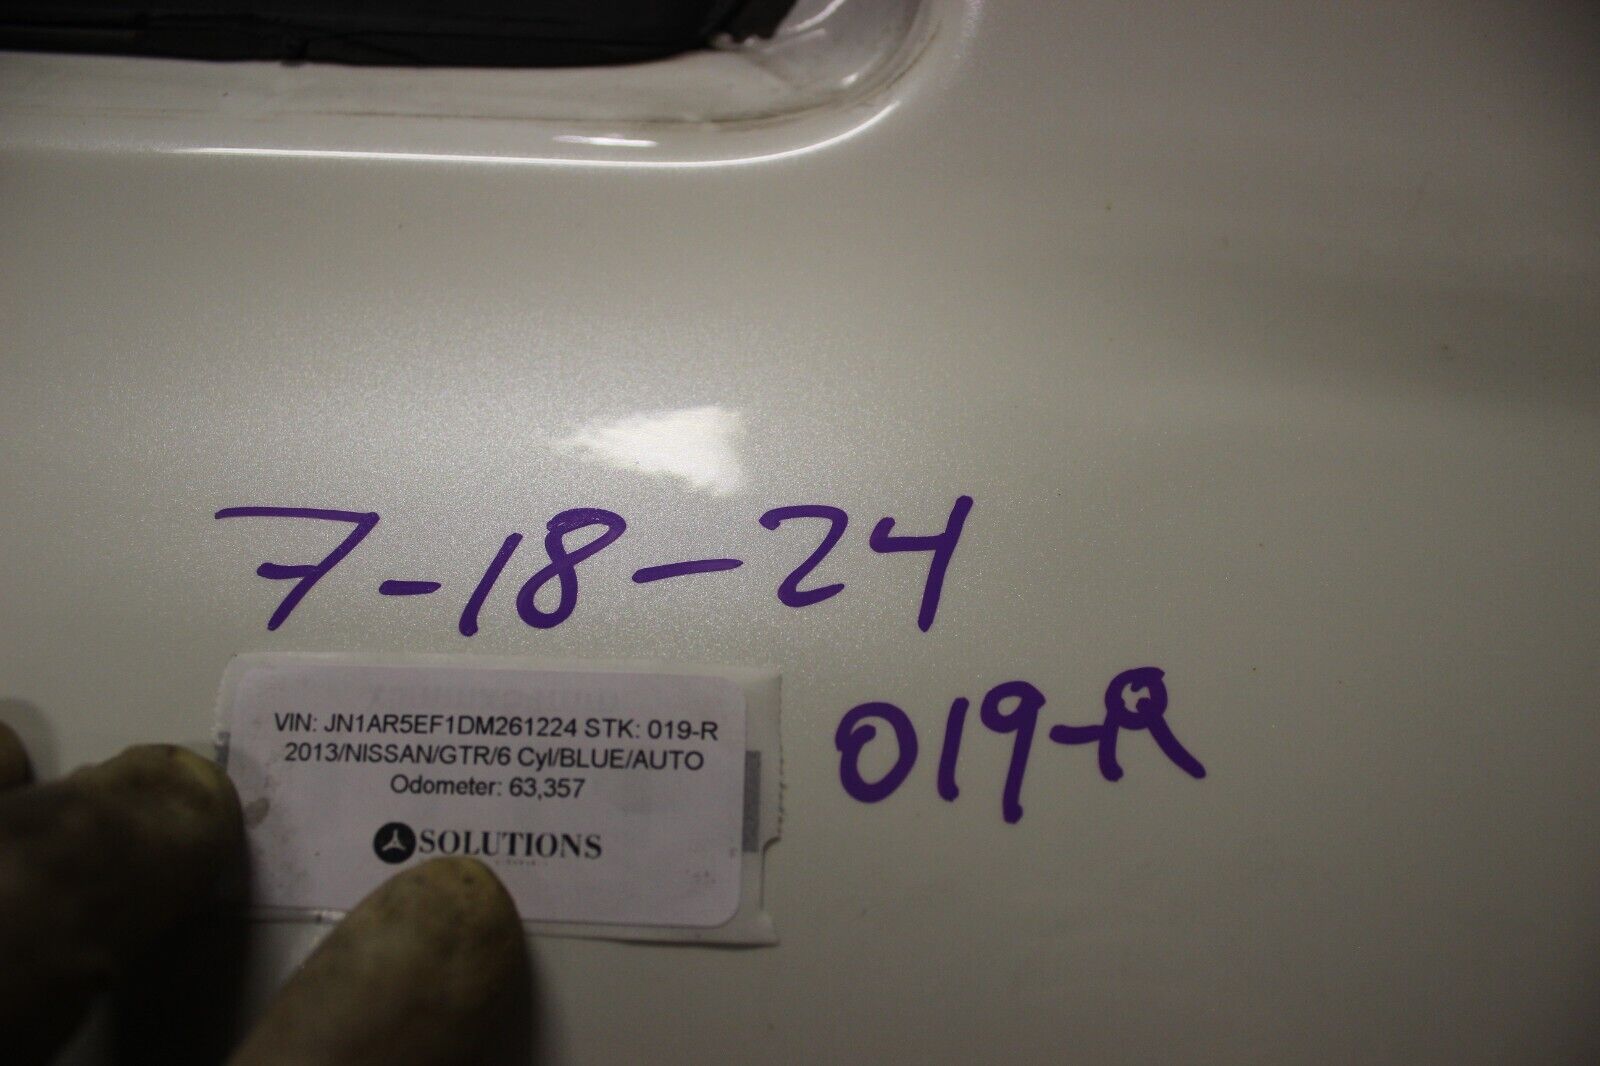 7-18-24
019-R
VIN: JN1AR5EF1DM261224 STK: 019-R
2013/NISSAN/GTR/6 Cyl/BLUE/AUTO
Odometer: 63,357
SOLUTIONS